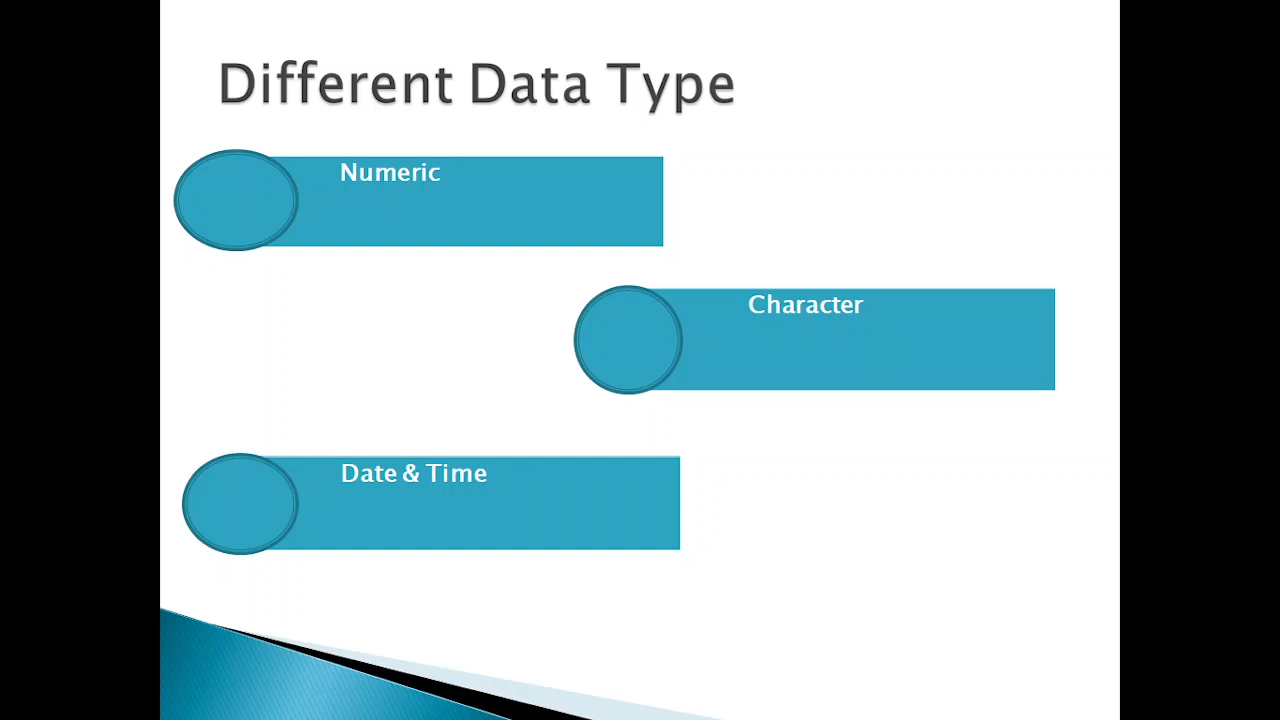 Different Data Type
Numeric
Character
Date & Time